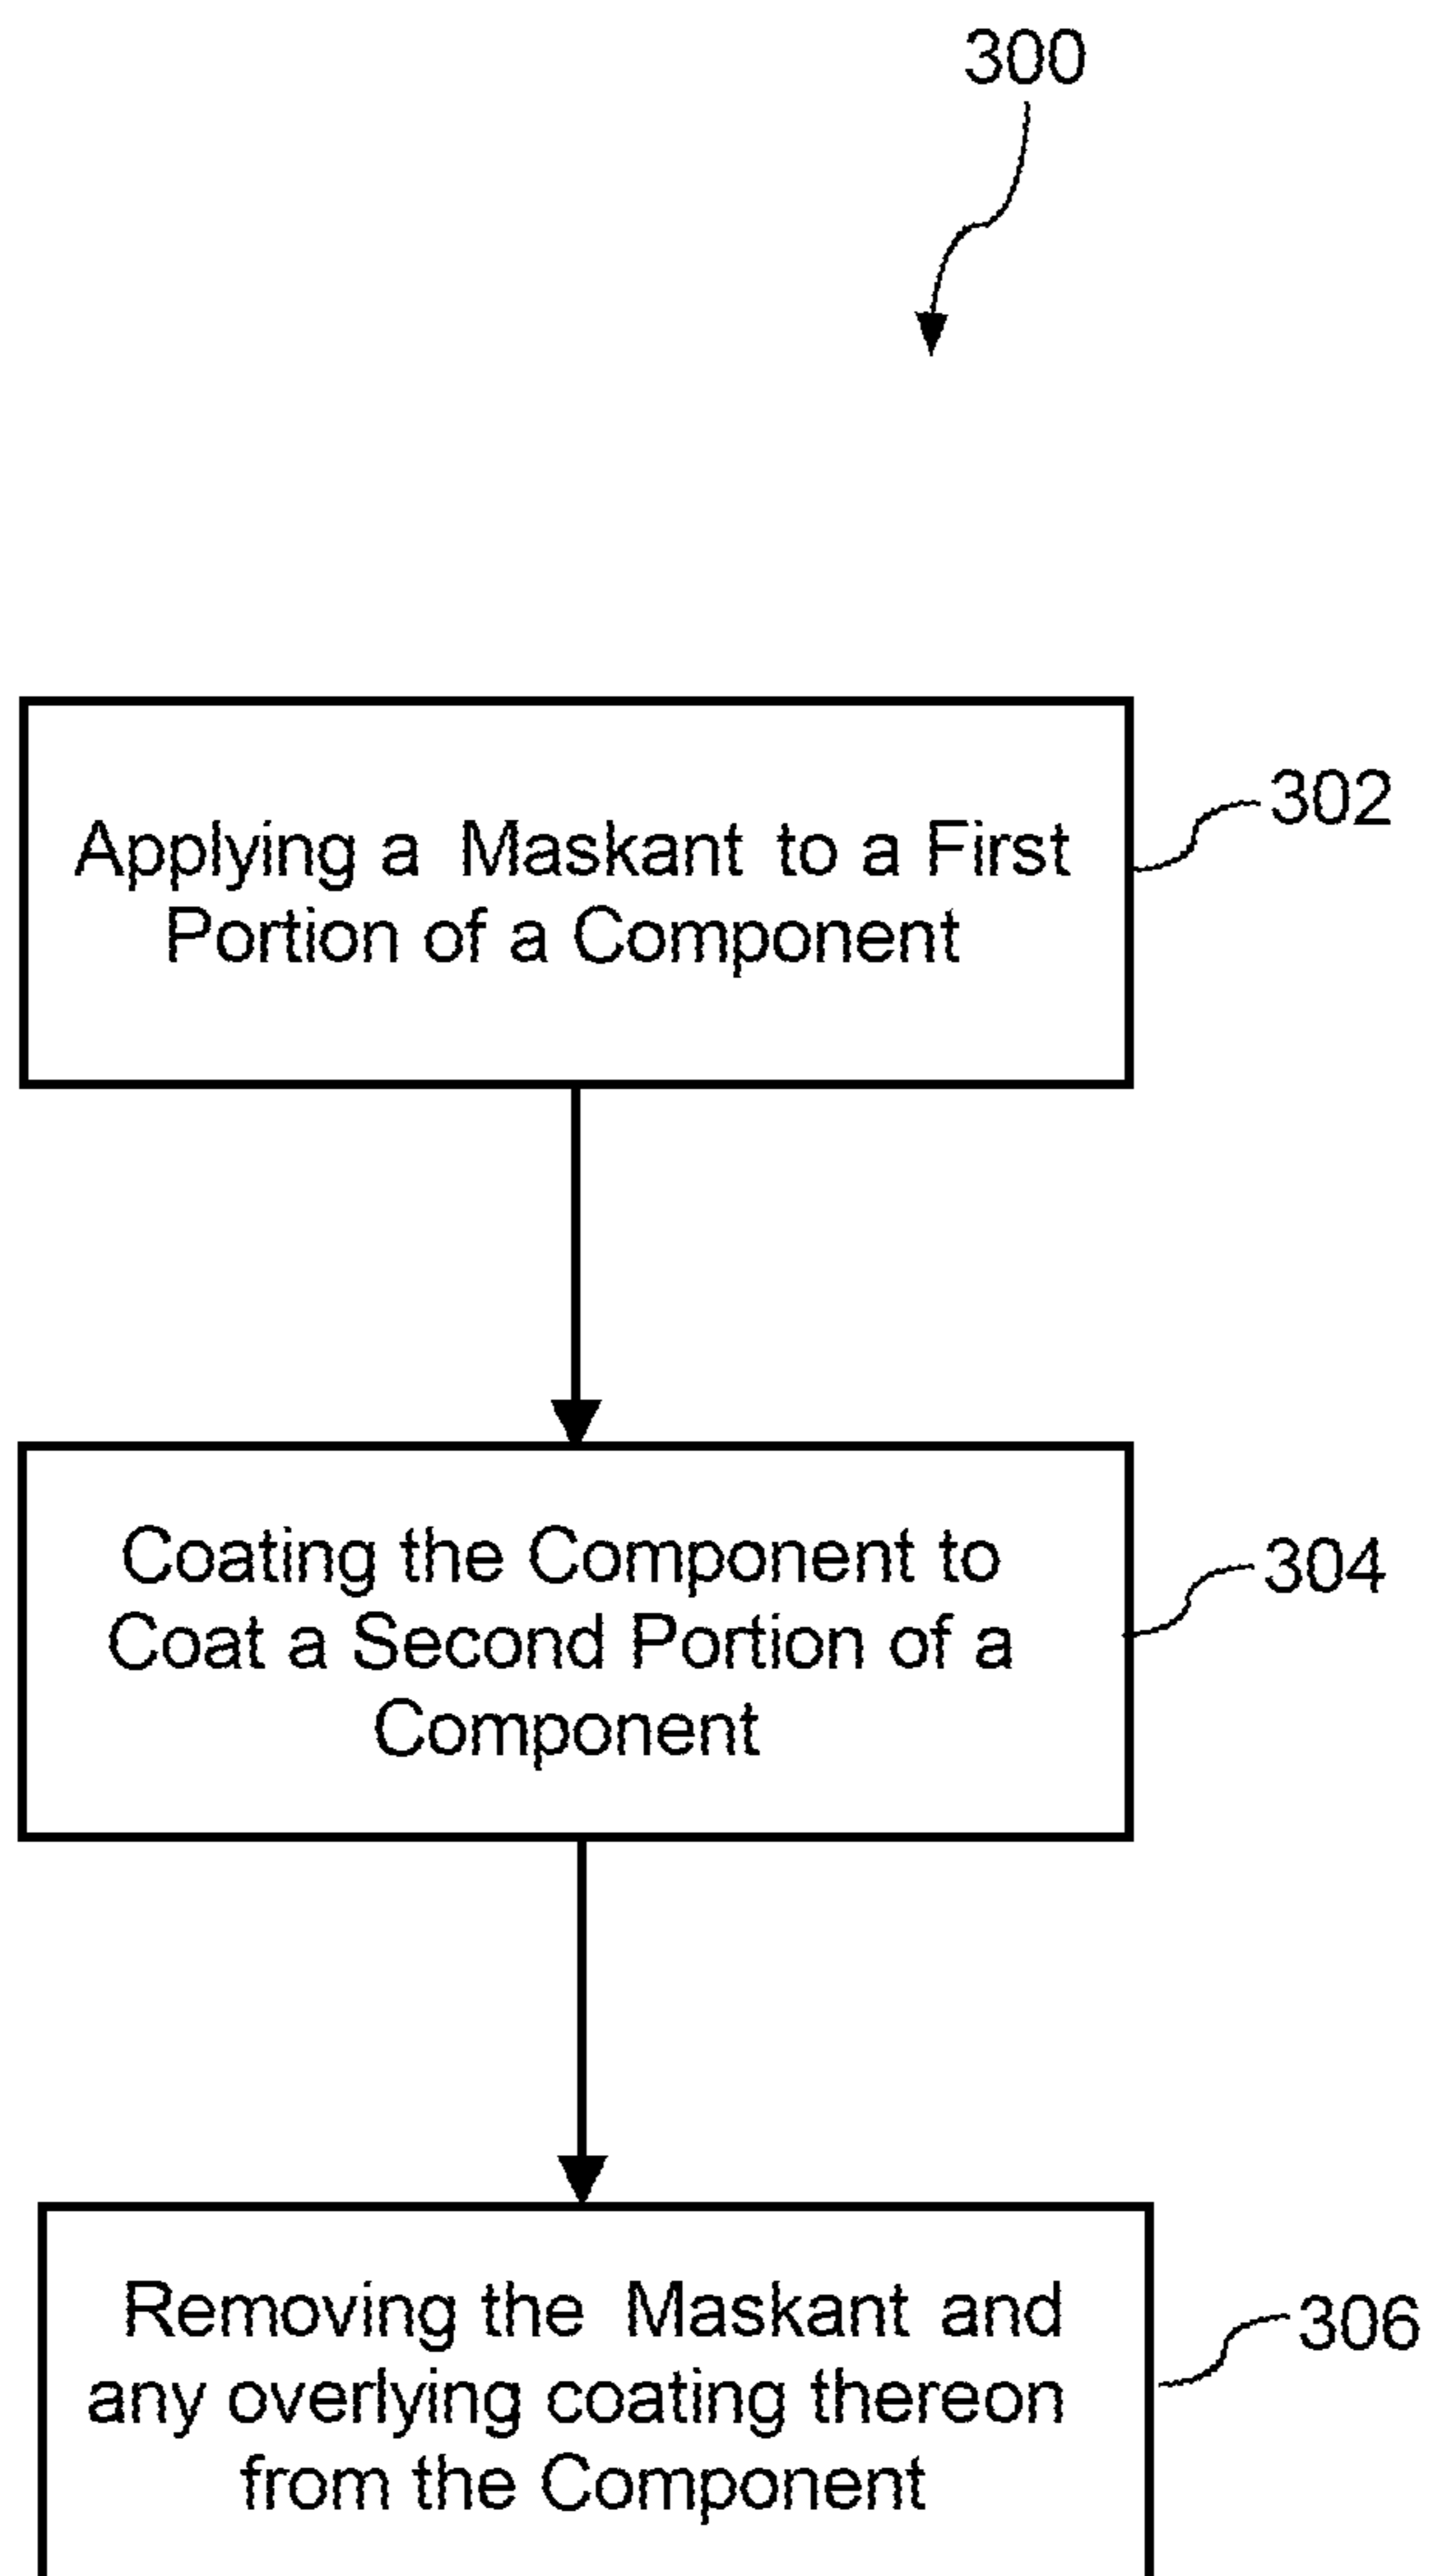 300
Applying a Maskant to a First
Portion of a Component
302
Coating the Component to
Coat a Second Portion of a
Component
304
Removing the Maskant and
any overlying coating thereon
from the Component
306